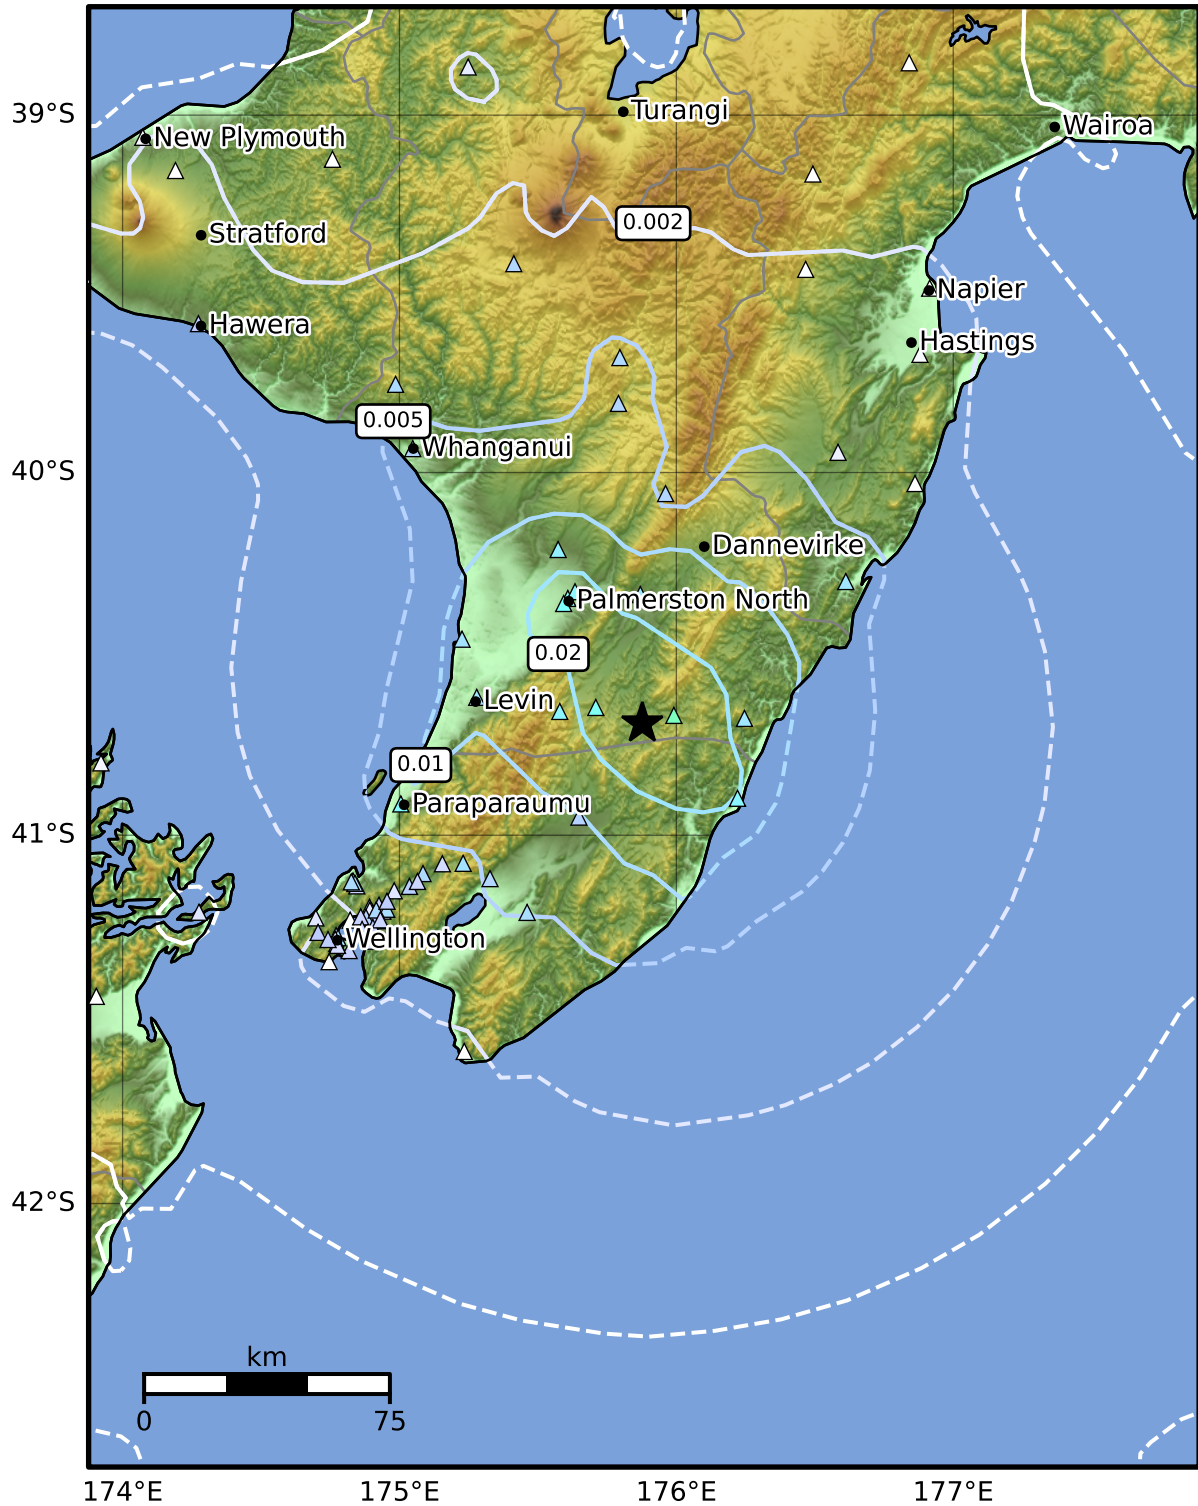 39°S
Turangi
Wairoa
New Plymouth
0.002
Stratford
Napier
Hawera
Hastings
0.005
Whanganui
40°S
Dannevirke
Palmerston North
0.02
Levin
0.01
Paraparaumu
41°S
Wellington
42°S
km
0 75
174°E 175°E 176°E 177°E